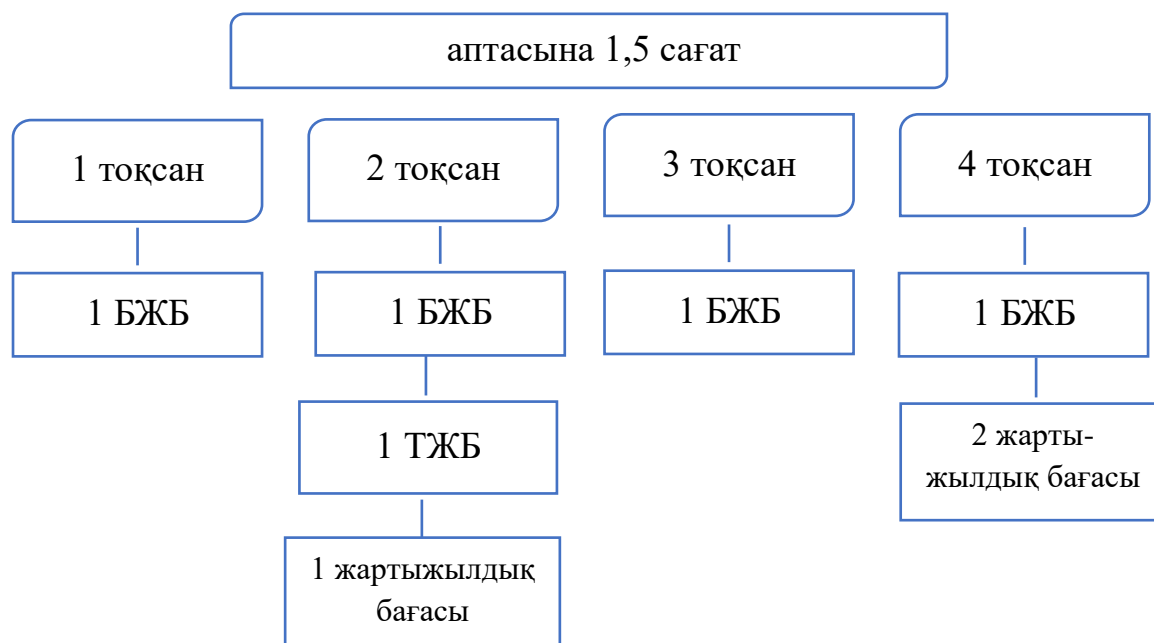 аптасына 1,5 сағат
1 тоқсан
2 тоқсан
3 тоқсан
4 тоқсан
1 БЖБ
1 БЖБ
1 БЖБ
1 БЖБ
1 ТЖБ
2 жарты-
жылдық бағасы
1 жартыжылдық
бағасы